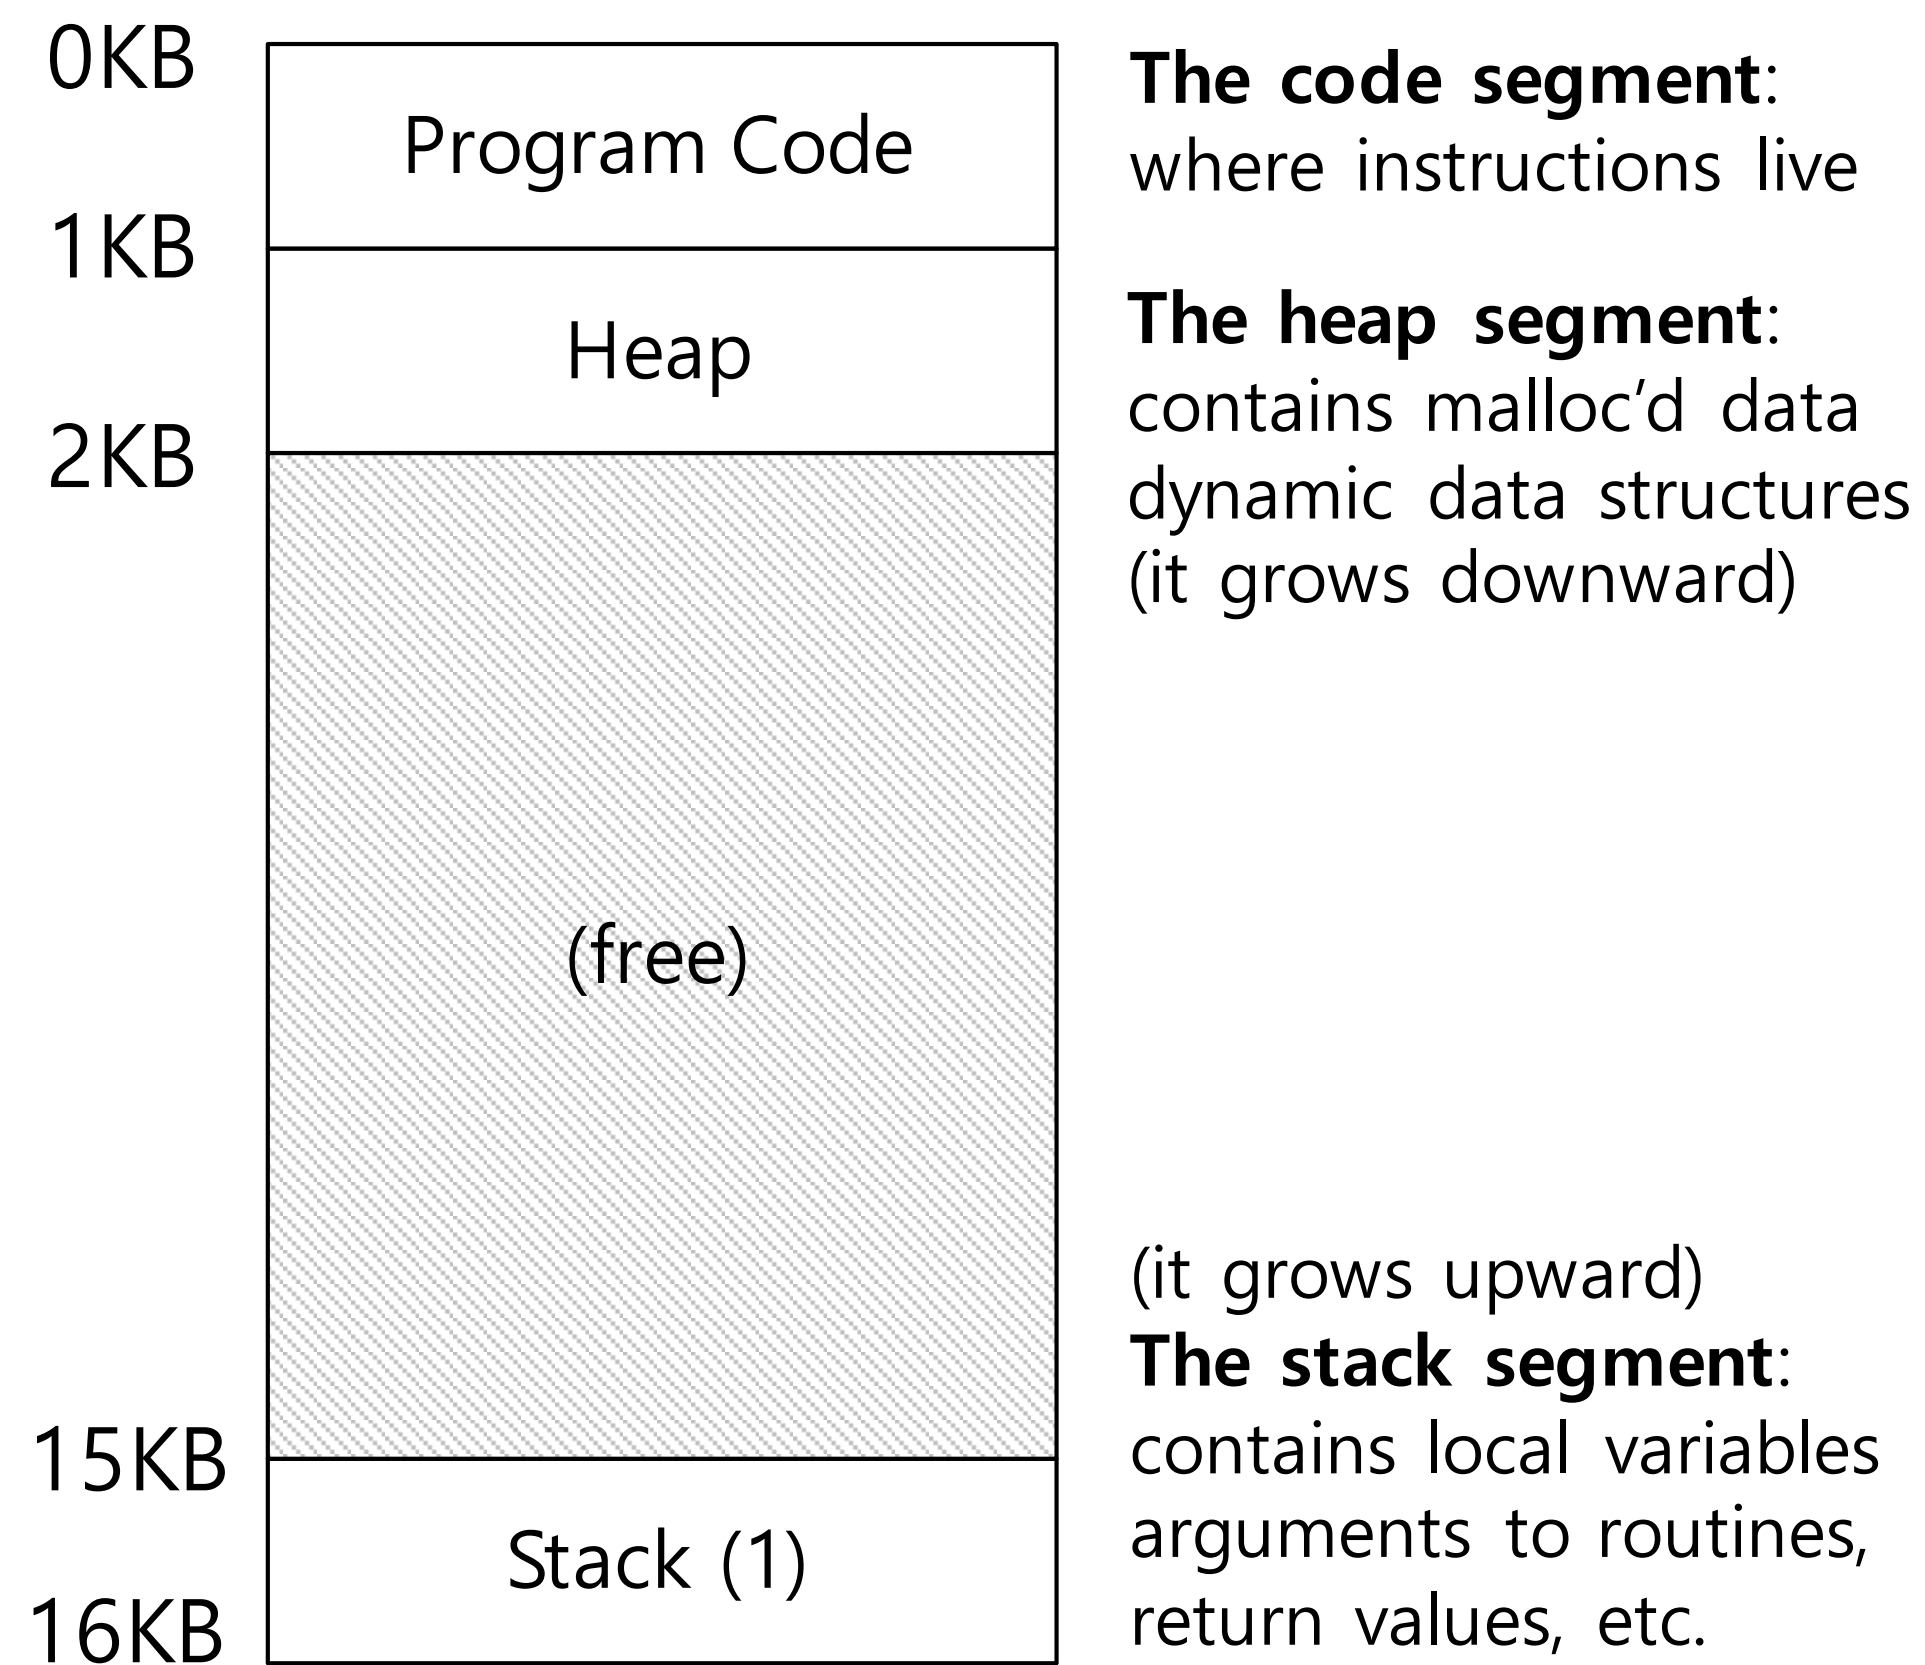 0KB
Program Code
1KB
Heap
2KB
(free)
15KB
Stack (1)
16KB
The code segment:
where instructions live
The heap segment:
contains malloc’d data
dynamic data structures
(it grows downward)
(it grows upward)
The stack segment:
contains local variables
arguments to routines,
return values, etc.